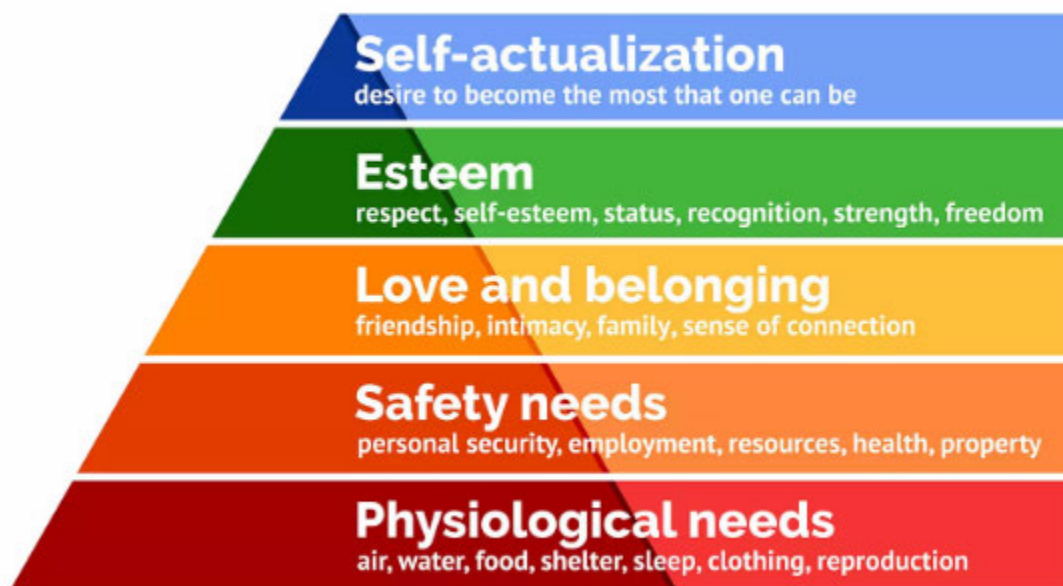 Self-actualization
desire to become the most that one can be
Esteem
respect, self-esteem, status, recognition, strength, freedom
Love and belonging
friendship, intimacy, family, sense of connection
Safety needs
personal security, employment, resources, health, property
Physiological needs
air, water, food, shelter, sleep, clothing, reproduction